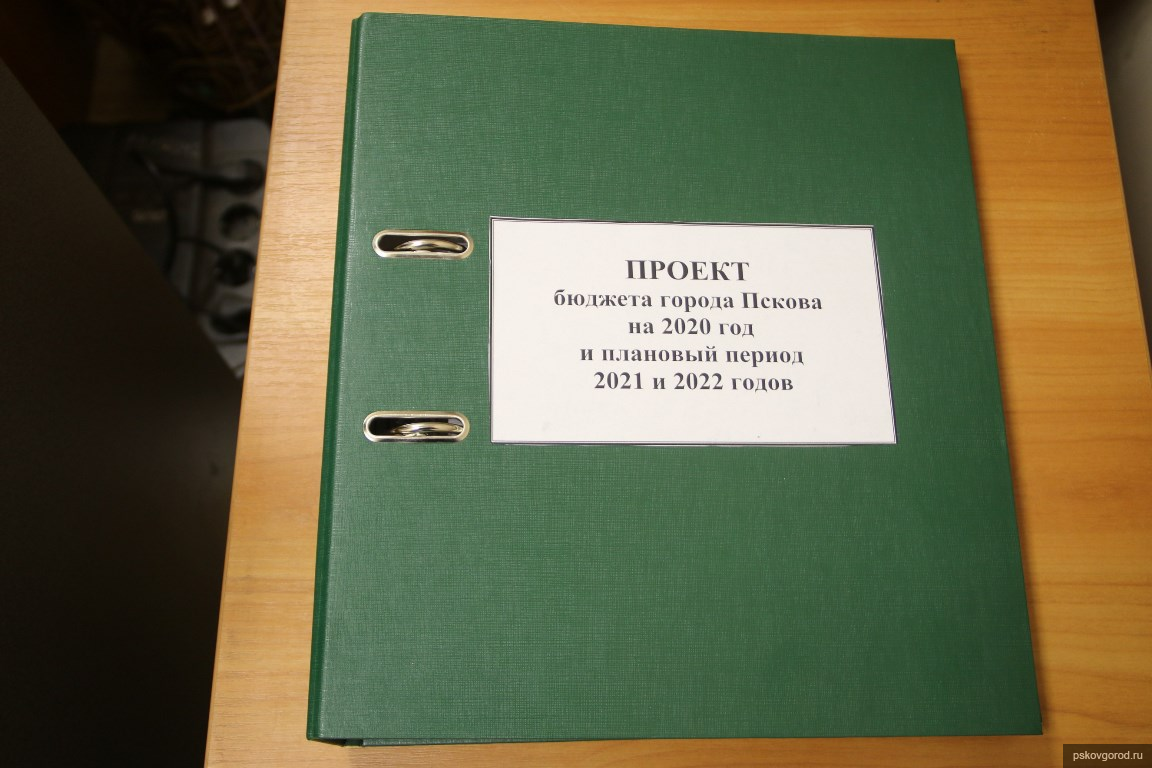 ПРОЕКТ
бюджета города Пскова
на 2020 год
и плановый период
2021 и 2022 годов
pskovgorod.ru